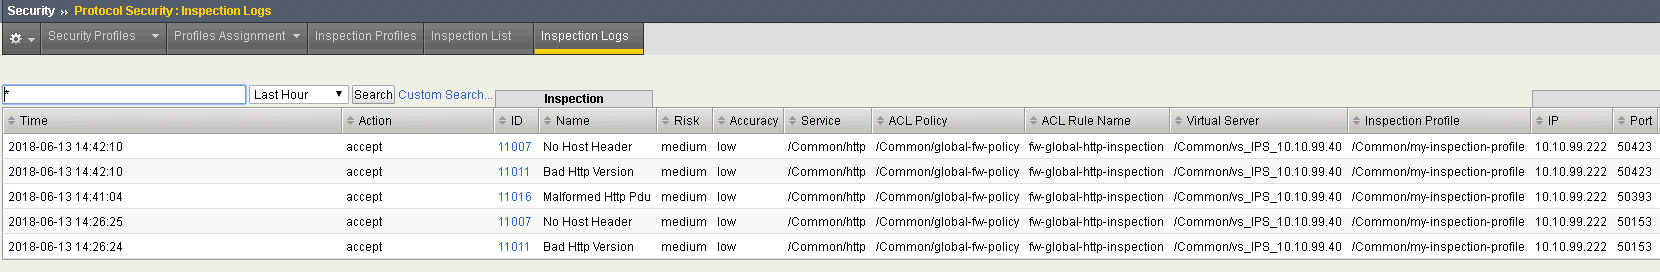 Security ›› Protocol Security : Inspection Logs
Security Profiles Profiles Assignment Inspection Profiles Inspection List Inspection Logs
* Last Hour Search Custom Search... Inspection
Time Action ID Name Risk Accuracy Service ACL Policy ACL Rule Name Virtual Server Inspection Profile IP Port
2018-06-13 14:42:10 accept 11007 No Host Header medium low /Common/http /Common/global-fw-policy fw-global-http-inspection /Common/vs_IPS_10.10.99.40 /Common/my-inspection-profile 10.10.99.222 50423
2018-06-13 14:42:10 accept 11011 Bad Http Version medium low /Common/http /Common/global-fw-policy fw-global-http-inspection /Common/vs_IPS_10.10.99.40 /Common/my-inspection-profile 10.10.99.222 50423
2018-06-13 14:41:04 accept 11016 Malformed Http Pdu medium low /Common/http /Common/global-fw-policy fw-global-http-inspection /Common/vs_IPS_10.10.99.40 /Common/my-inspection-profile 10.10.99.222 50393
2018-06-13 14:26:25 accept 11007 No Host Header medium low /Common/http /Common/global-fw-policy fw-global-http-inspection /Common/vs_IPS_10.10.99.40 /Common/my-inspection-profile 10.10.99.222 50153
2018-06-13 14:26:24 accept 11011 Bad Http Version medium low /Common/http /Common/global-fw-policy fw-global-http-inspection /Common/vs_IPS_10.10.99.40 /Common/my-inspection-profile 10.10.99.222 50153